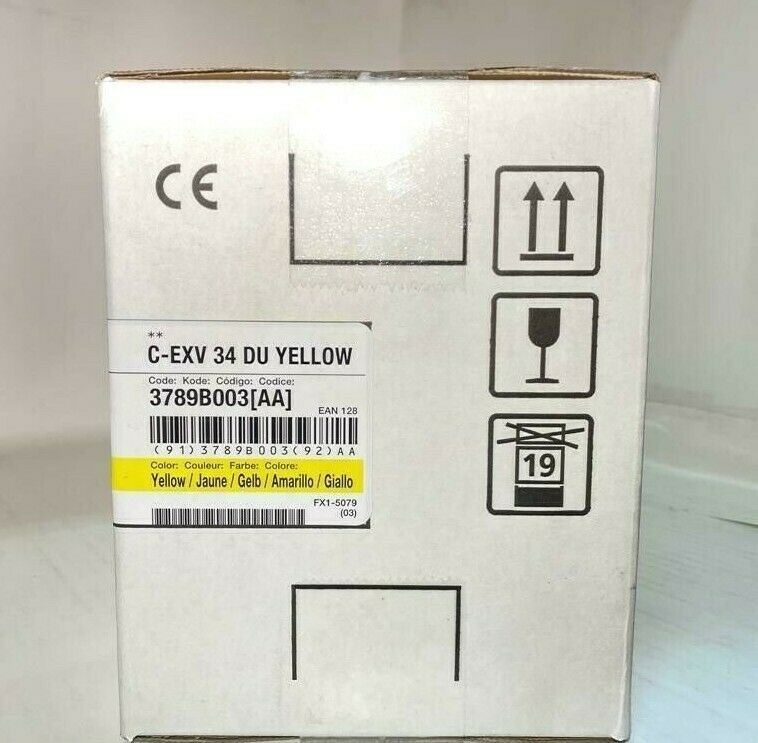 CE
**
C-EXV 34 DU YELLOW
Code: Kode: Código: Codice:
3789B003[AA]
EAN 128
(91)3789B003(92)AA
Color: Couleur: Farbe: Colore:
Yellow / Jaune / Gelb / Amarillo / Giallo
FX1-5079
(03)
19